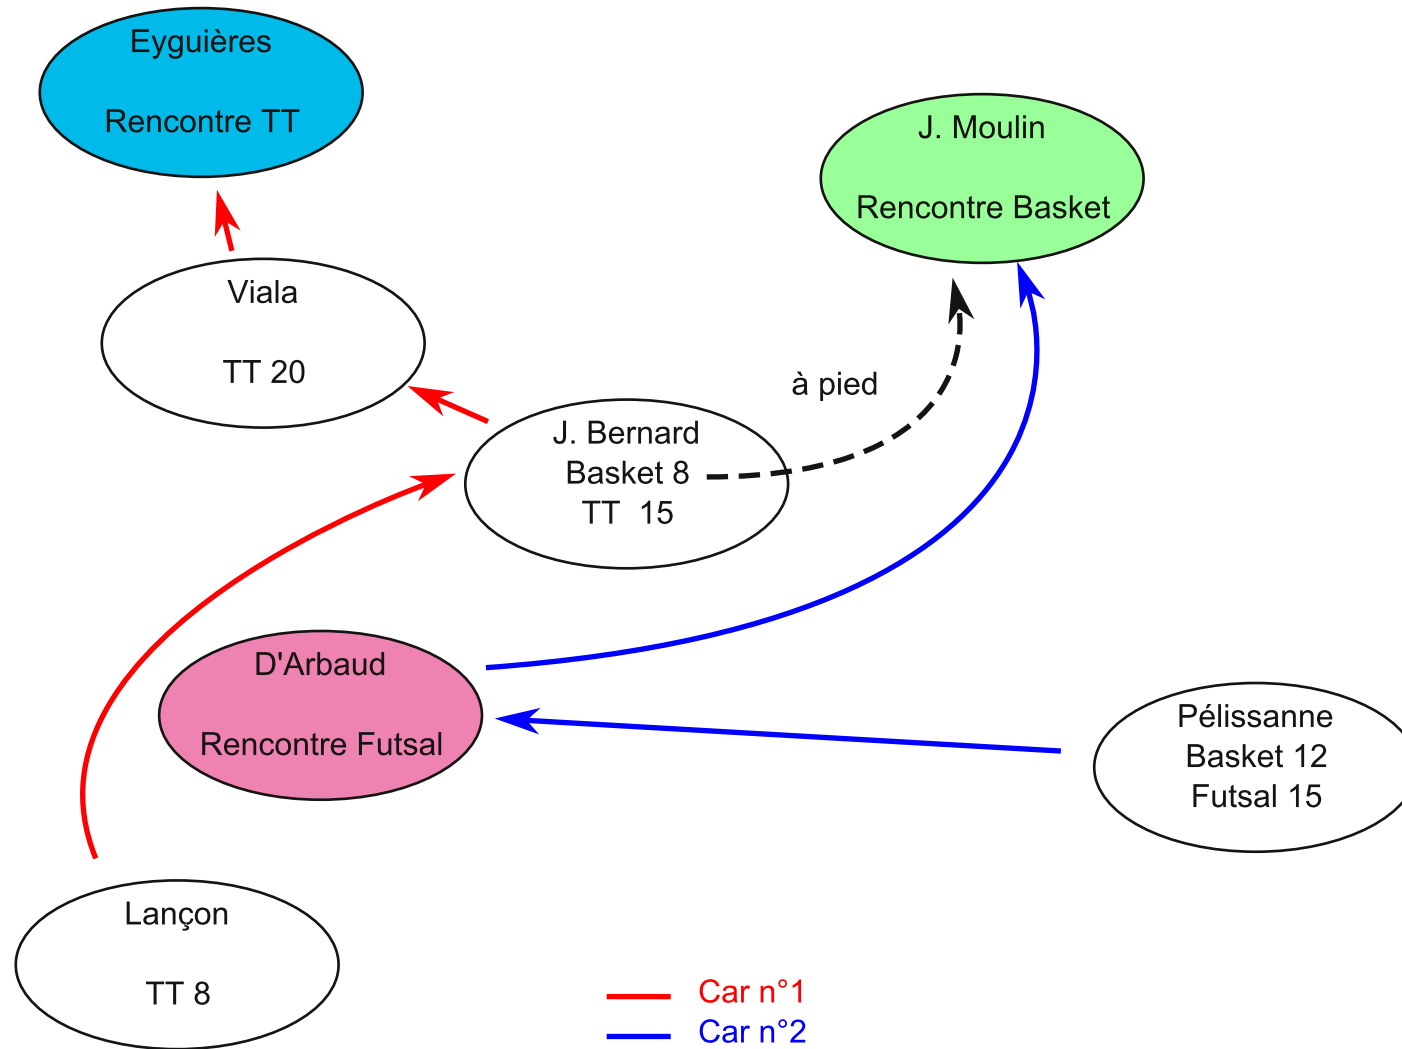 Eyguières
Rencontre TT
J. Moulin
Rencontre Basket
Viala
TT 20
à pied
J. Bernard
Basket 8
TT 15
D'Arbaud
Rencontre Futsal
Pélissanne
Basket 12
Futsal 15
Lançon
TT 8
Car n°1
Car n°2